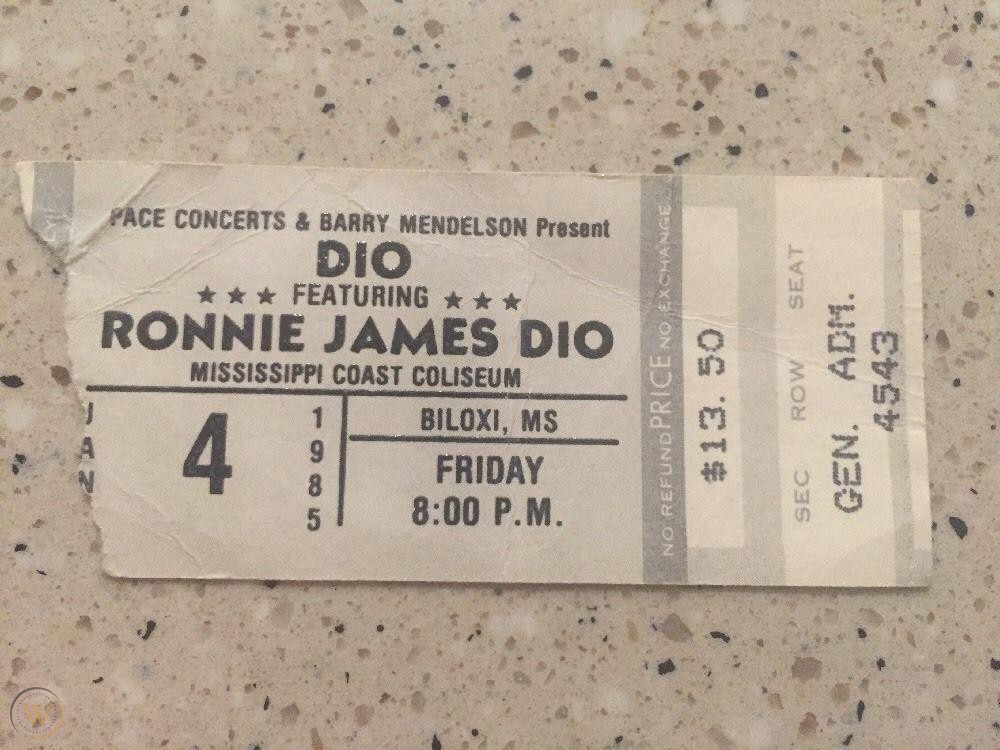 PACE CONCERTS & BARRY MENDELSON Present
DIO
★ ★ ★ FEATURING ★ ★ ★
RONNIE JAMES DIO
MISSISSIPPI COAST COLISEUM
JAN
4
1985
BILOXI, MS
FRIDAY
8:00 P.M.
NO REFUND PRICE NO EXCHANGE
$13.50
SEC ROW SEAT
GEN. ADM.
4543